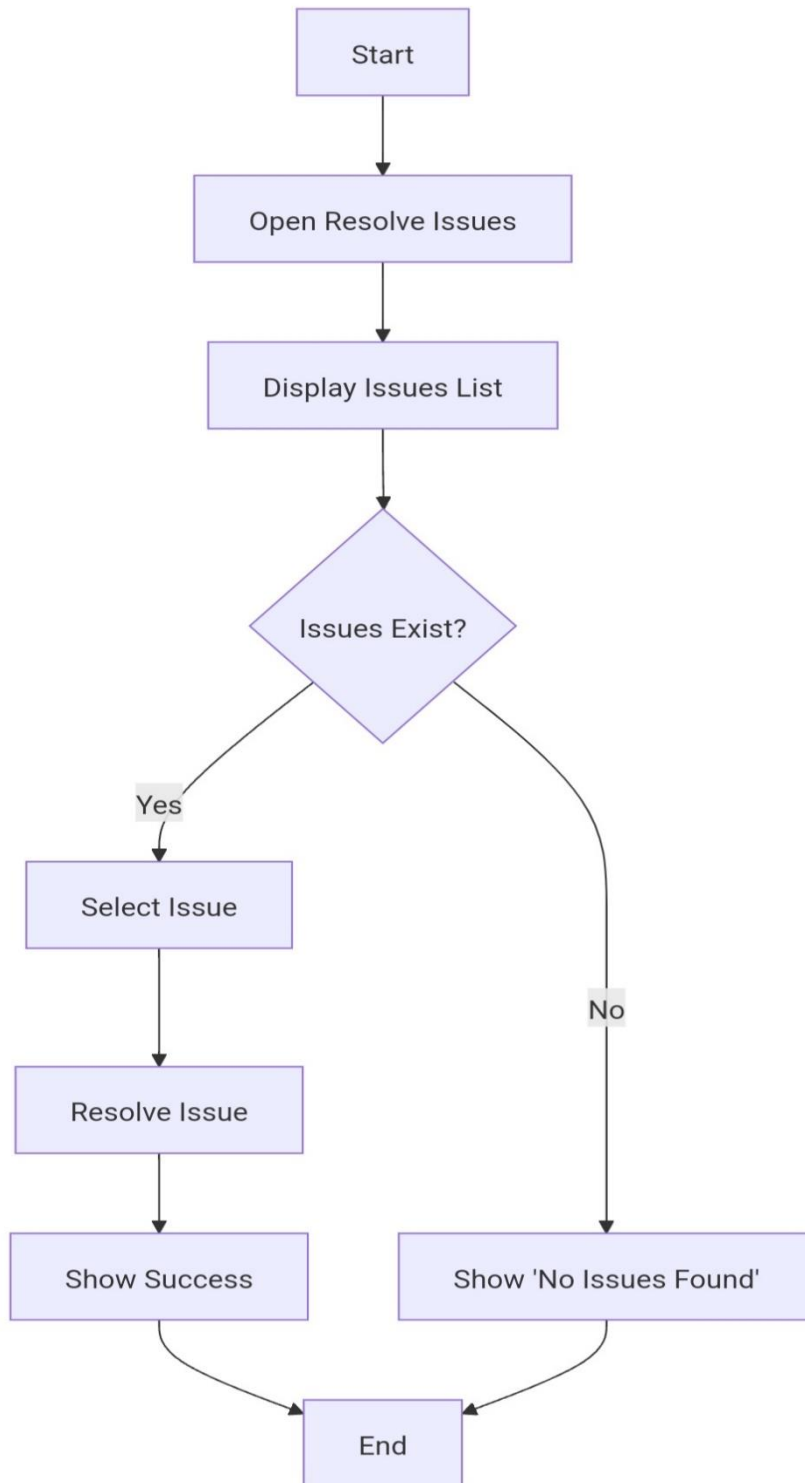 Start
Open Resolve Issues
Display Issues List
Issues Exist?
Yes
Select Issue
No
Resolve Issue
Show Success
Show 'No Issues Found'
End